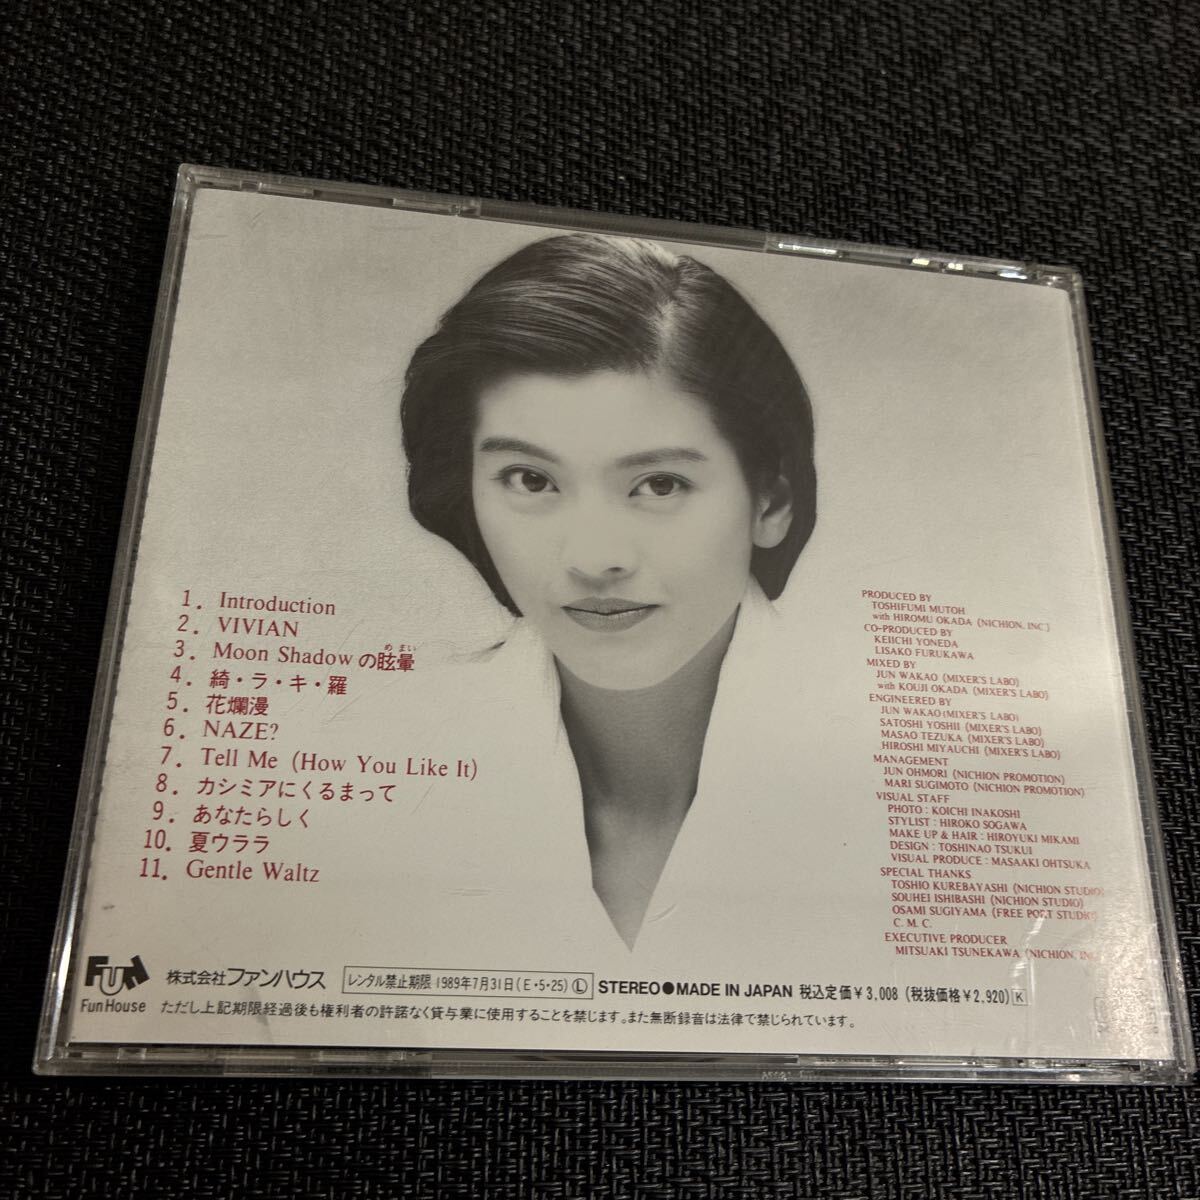 1. Introduction
2. VIVIAN
めまい
3. Moon Shadowの眩暈
4. 綺・ラ・キ・羅
5. 花爛漫
6. NAZE?
7. Tell Me (How You Like It)
8. カシミアにくるまって
9. あなたらしく
10. 夏ウララ
11. Gentle Waltz
PRODUCED BY
TOSHIFUMI MUTOH
with HIROMU OKADA (NICHION, INC.)
CO-PRODUCED BY
KEIICHI YONEDA
LISAKO FURUKAWA
MIXED BY
JUN WAKAO (MIXER'S LABO)
with KOUJI OKADA (MIXER'S LABO)
ENGINEERED BY
JUN WAKAO (MIXER'S LABO)
SATOSHI YOSHII (MIXER'S LABO)
MASAO TEZUKA (MIXER'S LABO)
HIROSHI MIYAUCHI (MIXER'S LABO)
MANAGEMENT
JUN OHMORI (NICHION PROMOTION)
MARI SUGIMOTO (NICHION PROMOTION)
VISUAL STAFF
PHOTO : KOICHI INAKOSHI
STYLIST : HIROKO SOGAWA
MAKE UP & HAIR : HIROYUKI MIKAMI
DESIGN : TOSHINAO TSUKUI
VISUAL PRODUCE : MASAAKI OHTSUKA
SPECIAL THANKS
TOSHIO KUREBAYASHI (NICHION STUDIO)
SOUHEI ISHIBASHI (NICHION STUDIO)
OSAMI SUGIYAMA (FREE PORT STUDIO)
C. M. C.
EXECUTIVE PRODUCER
MITSUAKI TSUNEKAWA (NICHION, INC.
FUN
Fun House
株式会社ファンハウス レンタル禁止期限 1989年7月31日(E・5・25) Ⓛ STEREO●MADE IN JAPAN 税込定価¥3,008 (税抜価格¥2,920) K
ただし上記期限経過後も権利者の許諾なく貸与業に使用することを禁じます。また無断録音は法律で禁じられています。